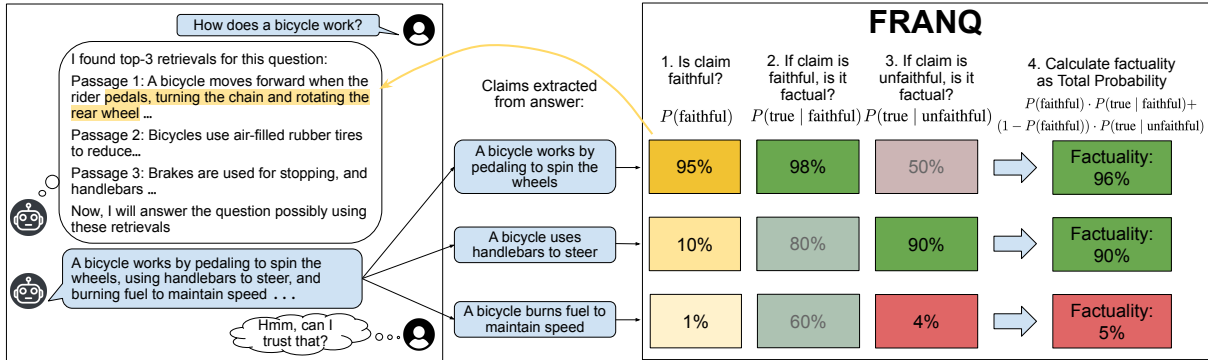 How does a bicycle work?
I found top-3 retrievals for this question:
Passage 1: A bicycle moves forward when the
rider pedals, turning the chain and rotating the
rear wheel ...
Passage 2: Bicycles use air-filled rubber tires
to reduce...
Passage 3: Brakes are used for stopping, and
handlebars ...
Now, I will answer the question possibly using
these retrievals
A bicycle works by pedaling to spin the
wheels, using handlebars to steer, and
burning fuel to maintain speed . . .
Hmm, can I
trust that?
Claims extracted
from answer:
A bicycle works by
pedaling to spin the
wheels
A bicycle uses
handlebars to steer
A bicycle burns fuel to
maintain speed
FRANQ
1. Is claim
faithful?
P(faithful)
2. If claim is
faithful, is it
factual?
P(true | faithful)
3. If claim is
unfaithful, is it
factual?
P(true | unfaithful)
4. Calculate factuality
as Total Probability
P(faithful) · P(true | faithful)+
(1 − P(faithful)) · P(true | unfaithful)
95%
98%
50%
Factuality:
96%
10%
80%
90%
Factuality:
90%
1%
60%
4%
Factuality:
5%